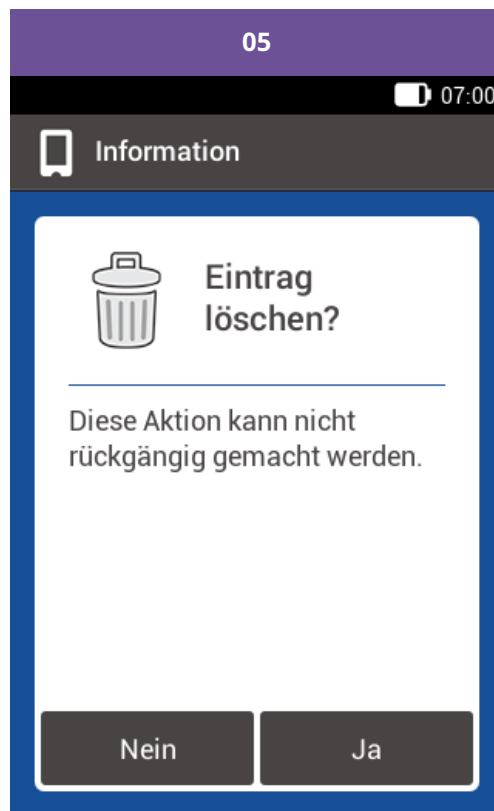 05
07:00
Information
Eintrag
löschen?
Diese Aktion kann nicht
rückgängig gemacht werden.
Nein Ja